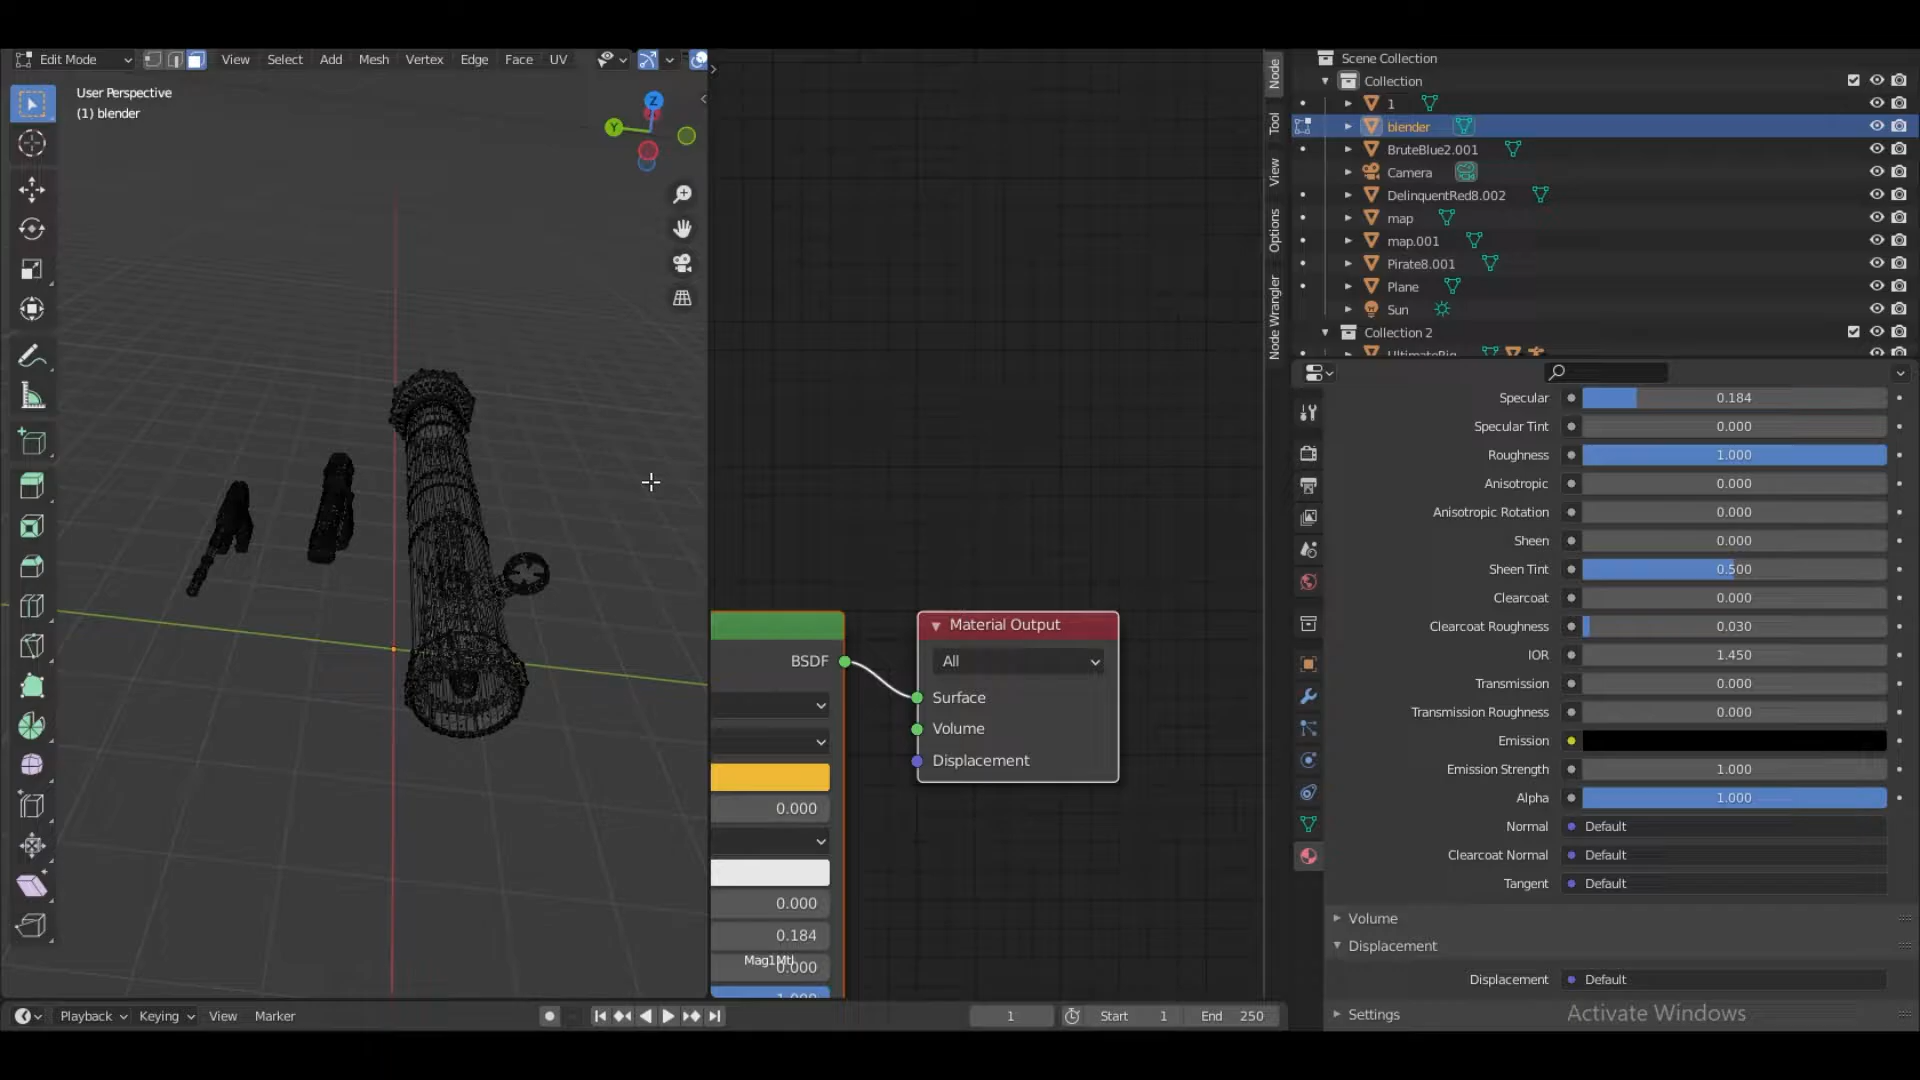 Edit Mode
View Select Add Mesh Vertex Edge Face UV
User Perspective
(1) blender
Z
Y
Node
Tool
View
Options
Node Wrangler
BSDF
0.000
0.000
0.184
Mag1Mtl
0.000
1.000
Material Output
All
Surface
Volume
Displacement
Scene Collection
Collection
1
blender
BruteBlue2.001
Camera
DelinquentRed8.002
map
map.001
Pirate8.001
Plane
Sun
Collection 2
UltimateRig
Specular 0.184
Specular Tint 0.000
Roughness 1.000
Anisotropic 0.000
Anisotropic Rotation 0.000
Sheen 0.000
Sheen Tint 0.500
Clearcoat 0.000
Clearcoat Roughness 0.030
IOR 1.450
Transmission 0.000
Transmission Roughness 0.000
Emission
Emission Strength 1.000
Alpha 1.000
Normal Default
Clearcoat Normal Default
Tangent Default
Volume
Displacement
Displacement Default
Settings
Activate Windows
Playback Keying View Marker
1 Start 1 End 250